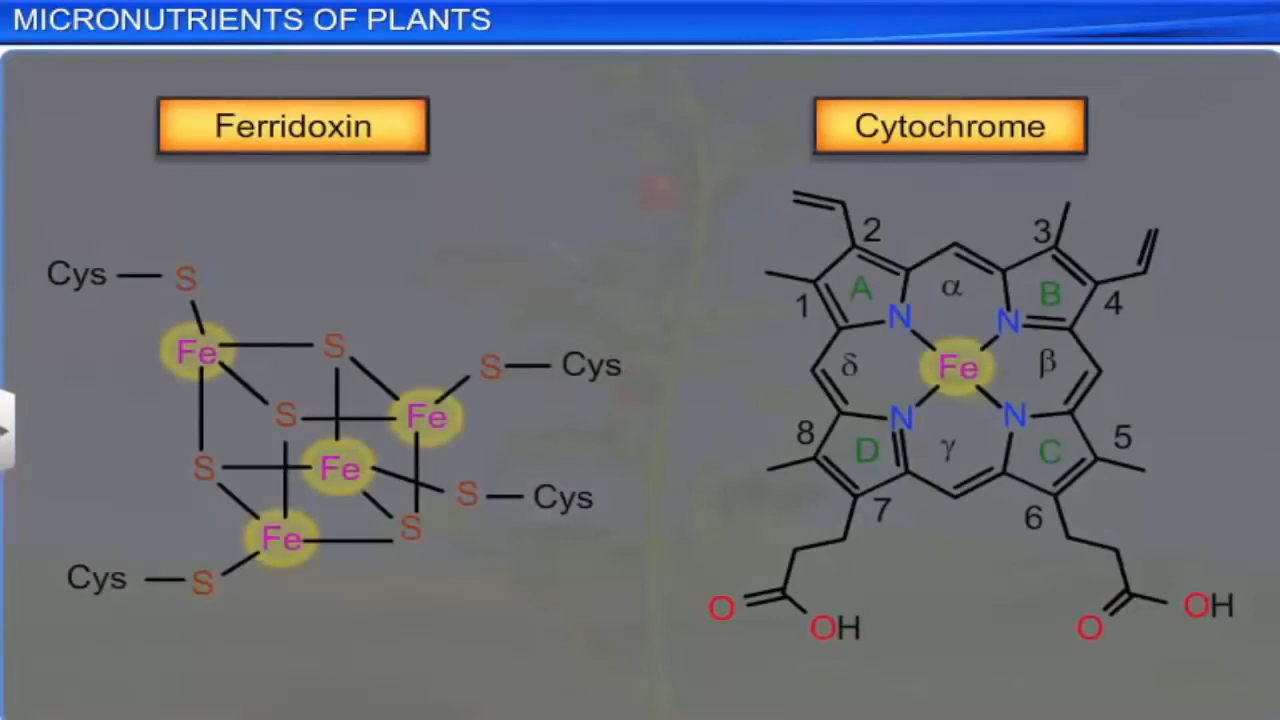 MICRONUTRIENTS OF PLANTS
Ferridoxin
Cytochrome
Cys S
Fe S
S Cys
S Fe
S Fe
S Cys
Fe S
Cys S
2 3
1 A α B 4
N N
δ Fe β
N N
8 D γ C 5
7 6
O OH
O OH